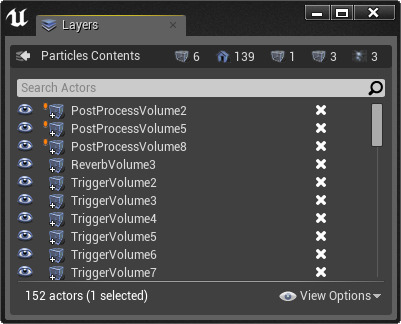 Layers
Particles Contents 6 139 1 3 3
Search Actors
PostProcessVolume2
PostProcessVolume5
PostProcessVolume8
ReverbVolume3
TriggerVolume2
TriggerVolume3
TriggerVolume4
TriggerVolume5
TriggerVolume6
TriggerVolume7
152 actors (1 selected) View Options